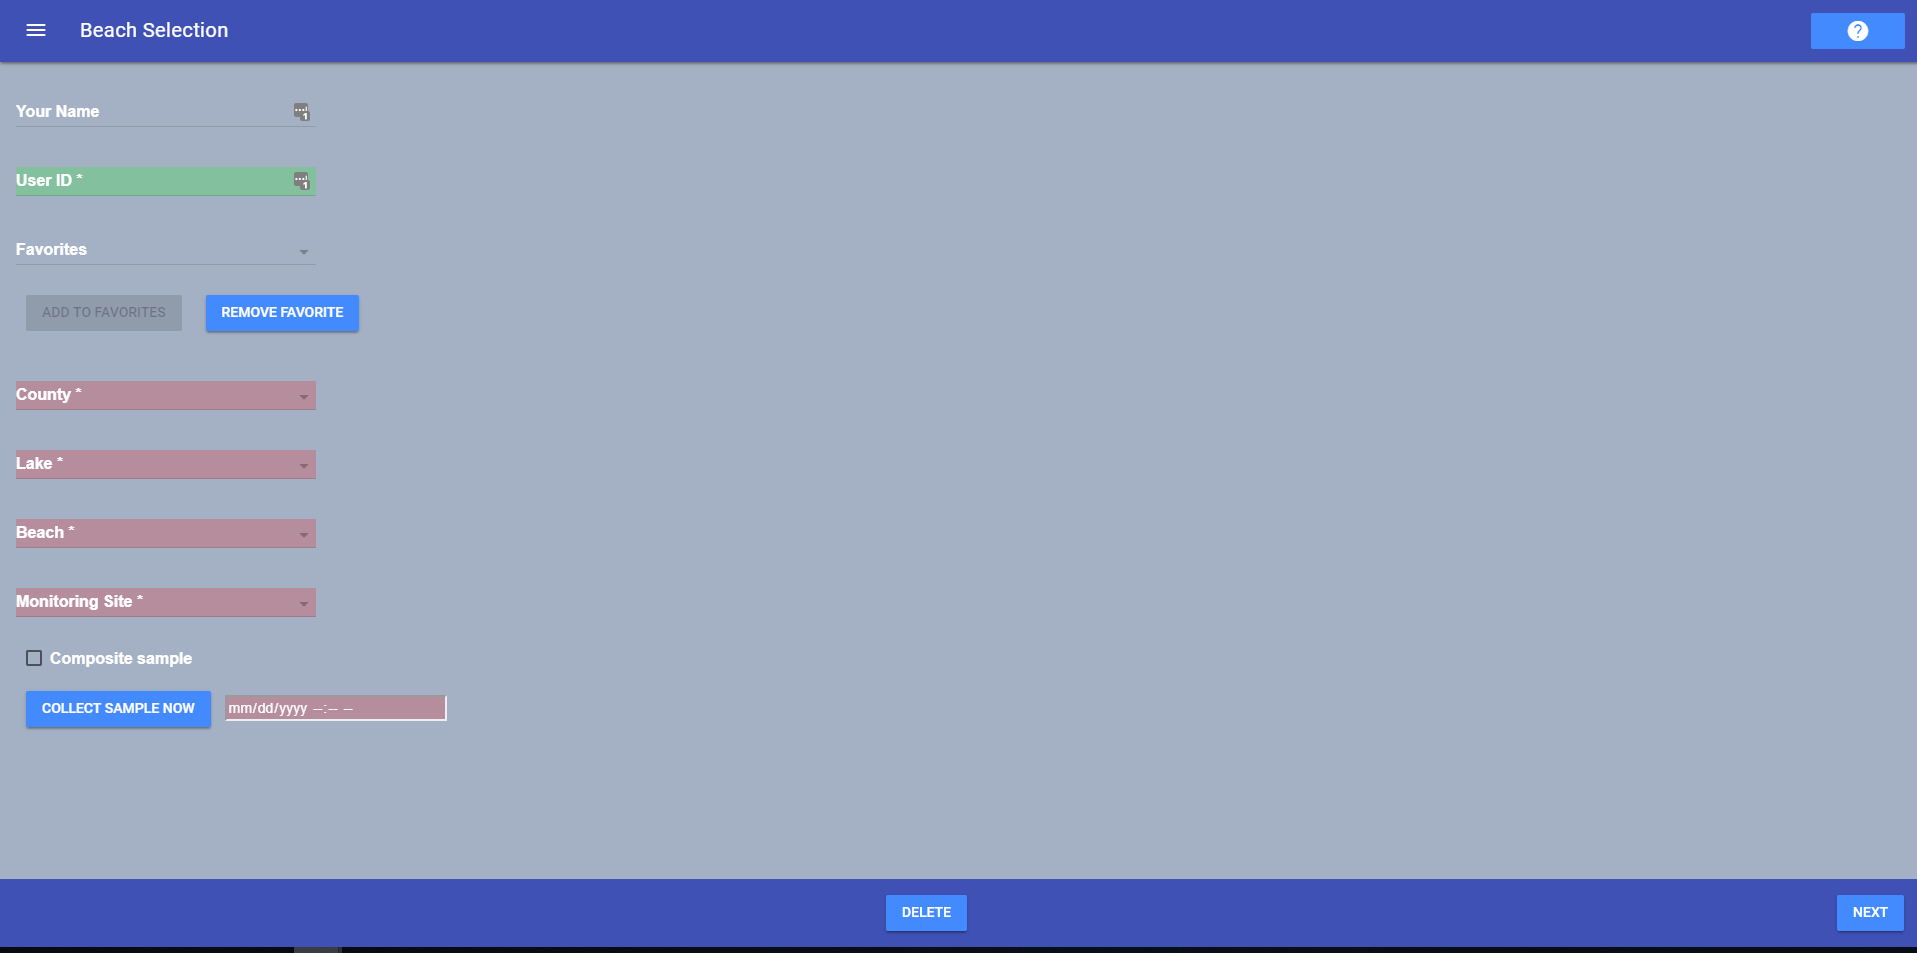 Beach Selection
Your Name
User ID *
Favorites
ADD TO FAVORITES
REMOVE FAVORITE
County *
Lake *
Beach *
Monitoring Site *
Composite sample
COLLECT SAMPLE NOW
mm/dd/yyyy --:-- --
DELETE
NEXT